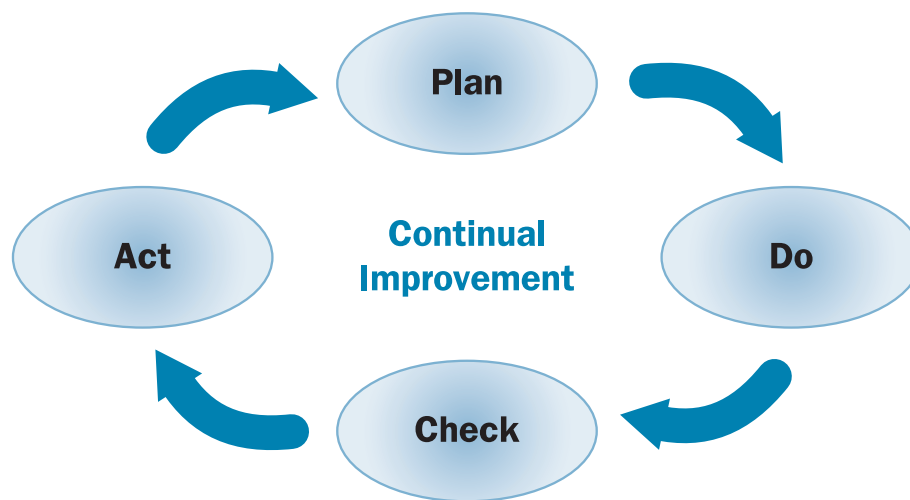 Plan
Do
Check
Act
Continual
Improvement